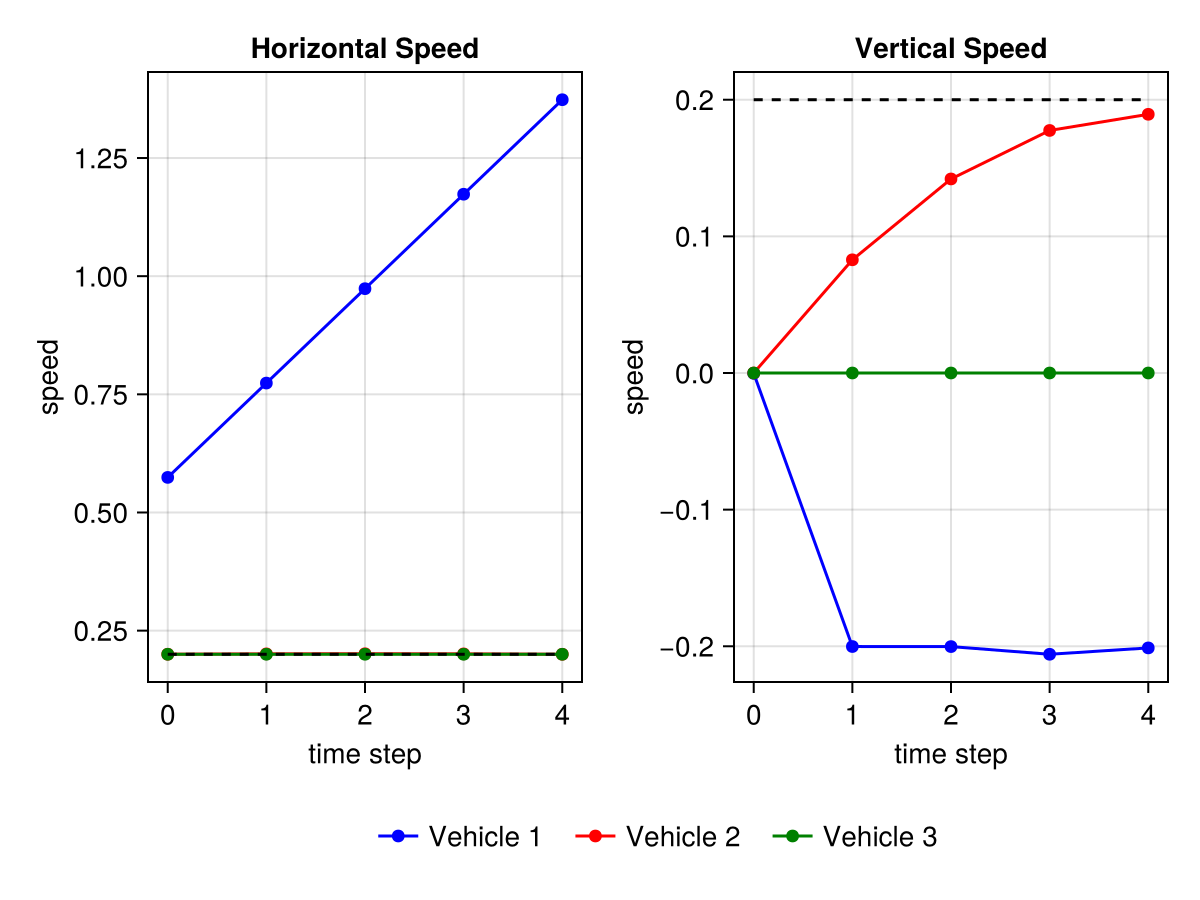 Horizontal Speed
1.25
1.00
0.75
0.50
0.25
speed
0 1 2 3 4
time step
Vertical Speed
0.2
0.1
0.0
−0.1
−0.2
speed
0 1 2 3 4
time step
Vehicle 1 Vehicle 2 Vehicle 3